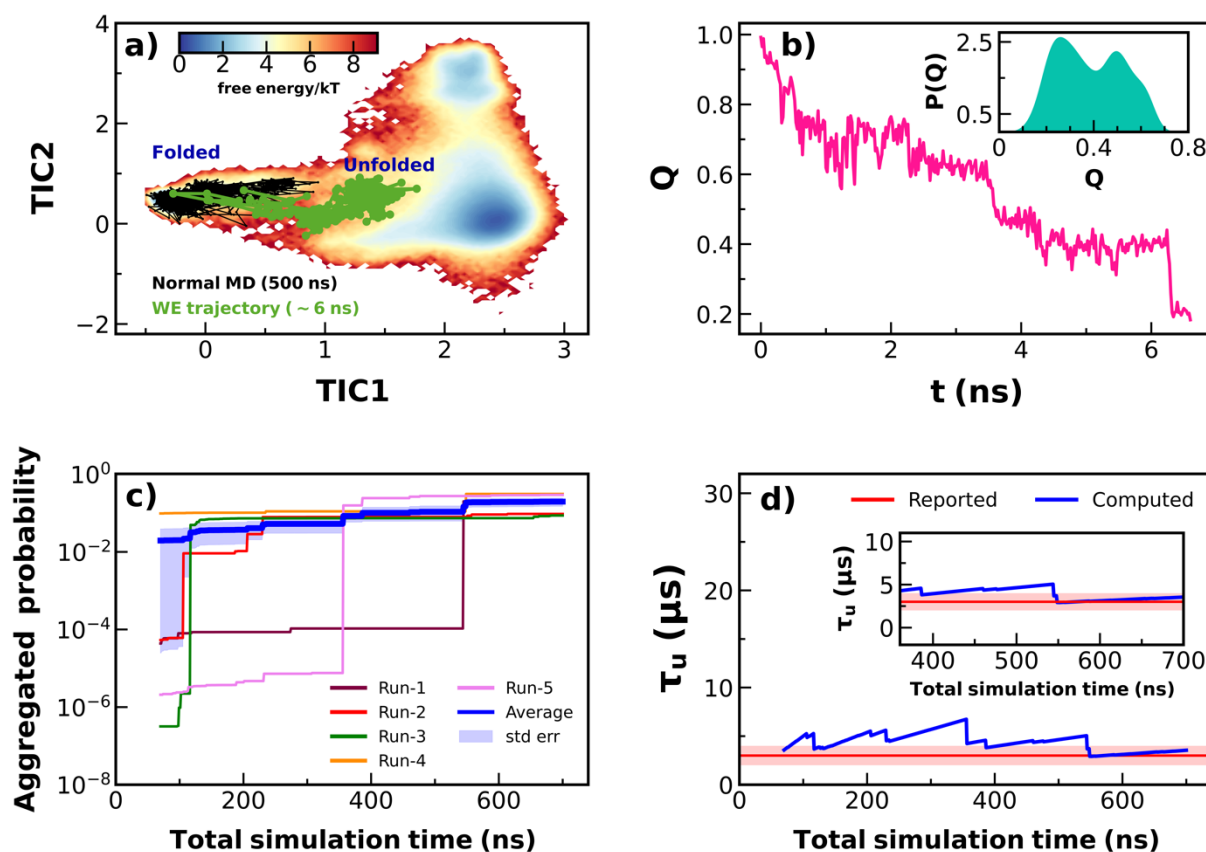 a)
0 2 4 6 8
free energy/kT
Folded
Unfolded
Normal MD (500 ns)
WE trajectory ( ~ 6 ns)
4
2
0
−2
TIC2
0 1 2 3
TIC1
b)
1.0
0.8
0.6
0.4
0.2
Q
0 2 4 6
t (ns)
2.5
0.5
P(Q)
0.0 0.4 0.8
Q
c)
10⁰
10⁻²
10⁻⁴
10⁻⁶
10⁻⁸
Aggregated probability
Run-1
Run-2
Run-3
Run-4
Run-5
Average
std err
0 200 400 600
Total simulation time (ns)
d)
Reported
Computed
30
20
10
0
τu (μs)
10
5
0
τu (μs)
400 500 600 700
Total simulation time (ns)
0 100 200 300 400 500 600 700
Total simulation time (ns)